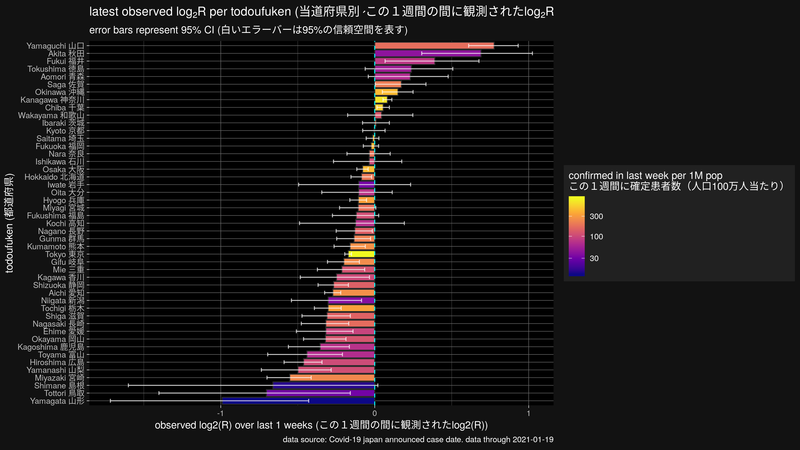 latest observed log₂R per todoufuken (当道府県別 この１週間の間に観測されたlog₂R
error bars represent 95% CI (白いエラーバーは95%の信頼空間を表す)
todoufuken (都道府県)
Yamaguchi 山口
Akita 秋田
Fukui 福井
Tokushima 徳島
Aomori 青森
Saga 佐賀
Okinawa 沖縄
Kanagawa 神奈川
Chiba 千葉
Wakayama 和歌山
Ibaraki 茨城
Kyoto 京都
Saitama 埼玉
Fukuoka 福岡
Nara 奈良
Ishikawa 石川
Osaka 大阪
Hokkaido 北海道
Iwate 岩手
Oita 大分
Hyogo 兵庫
Miyagi 宮城
Fukushima 福島
Kochi 高知
Nagano 長野
Gunma 群馬
Kumamoto 熊本
Tokyo 東京
Gifu 岐阜
Mie 三重
Kagawa 香川
Shizuoka 静岡
Aichi 愛知
Niigata 新潟
Tochigi 栃木
Shiga 滋賀
Nagasaki 長崎
Ehime 愛媛
Okayama 岡山
Kagoshima 鹿児島
Toyama 富山
Hiroshima 広島
Yamanashi 山梨
Miyazaki 宮崎
Shimane 島根
Tottori 鳥取
Yamagata 山形
-1 0 1
observed log2(R) over last 1 weeks (この１週間の間に観測されたlog2(R))
data source: Covid-19 japan announced case date. data through 2021-01-19
confirmed in last week per 1M pop
この１週間に確定患者数（人口100万人当たり）
300
100
30